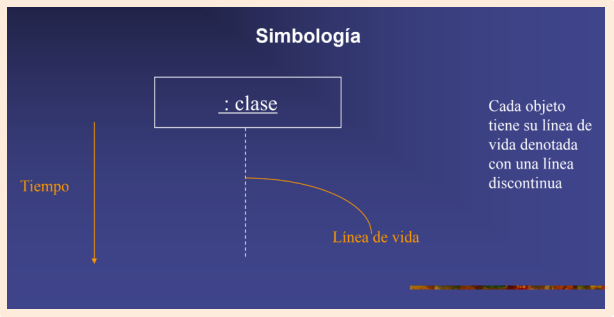 Simbología
: clase
Cada objeto
tiene su línea de
vida denotada
con una línea
discontinua
Tiempo
Línea de vida